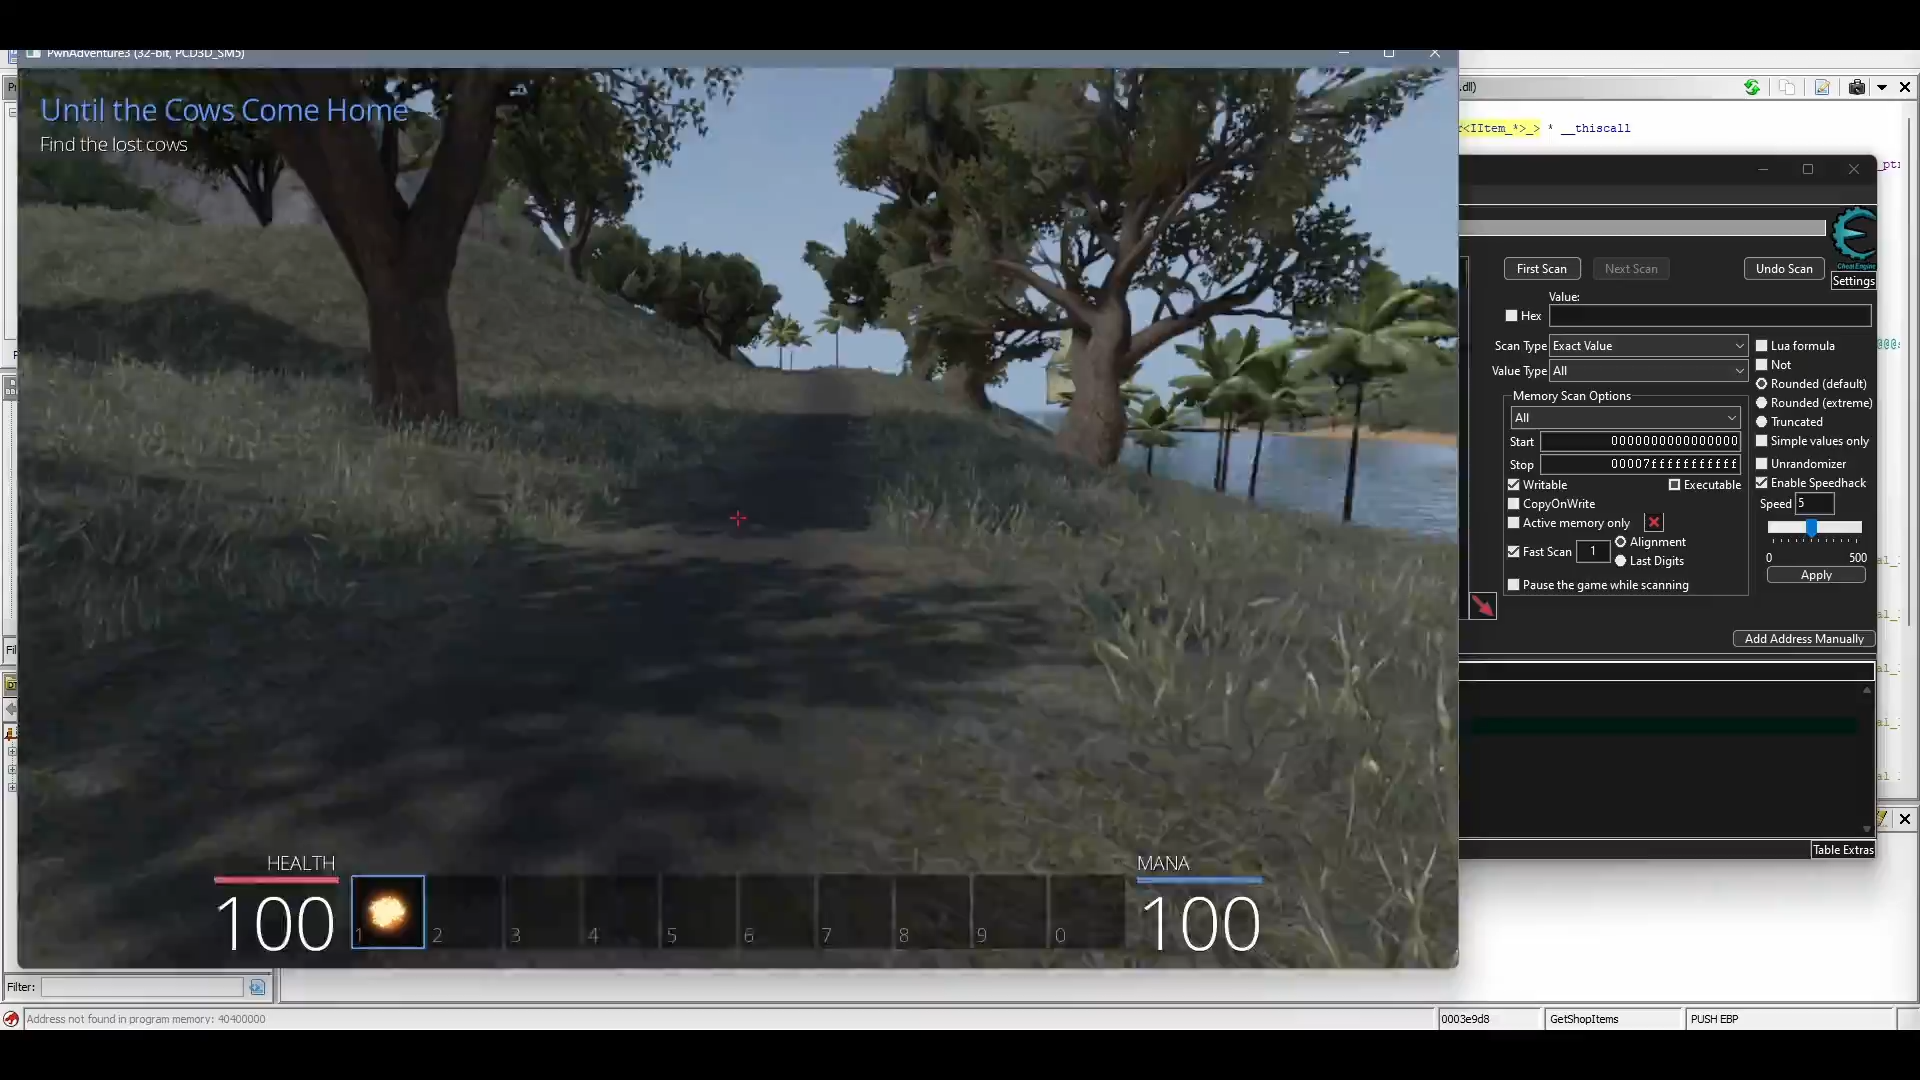 PwnAdventure3 (32-bit, PCD3D_SM5)
Until the Cows Come Home
Find the lost cows
HEALTH
100
1
2
3
4
5
6
7
8
9
0
MANA
100
.dll)
r<IItem_*>_> * __thiscall
_ptr
First Scan
Next Scan
Undo Scan
Cheat Engine
Settings
Value:
Hex
Scan Type
Exact Value
Lua formula
Value Type
All
Not
Rounded (default)
Memory Scan Options
Rounded (extreme)
All
Truncated
Start
0000000000000000
Simple values only
Stop
00007fffffffffff
Unrandomizer
Writable
Executable
Enable Speedhack
CopyOnWrite
Speed
5
Active memory only
Fast Scan
1
Alignment
Last Digits
0
500
Apply
Pause the game while scanning
Add Address Manually
Table Extras
Filter:
Address not found in program memory: 40400000
0003e9d8
GetShopItems
PUSH EBP